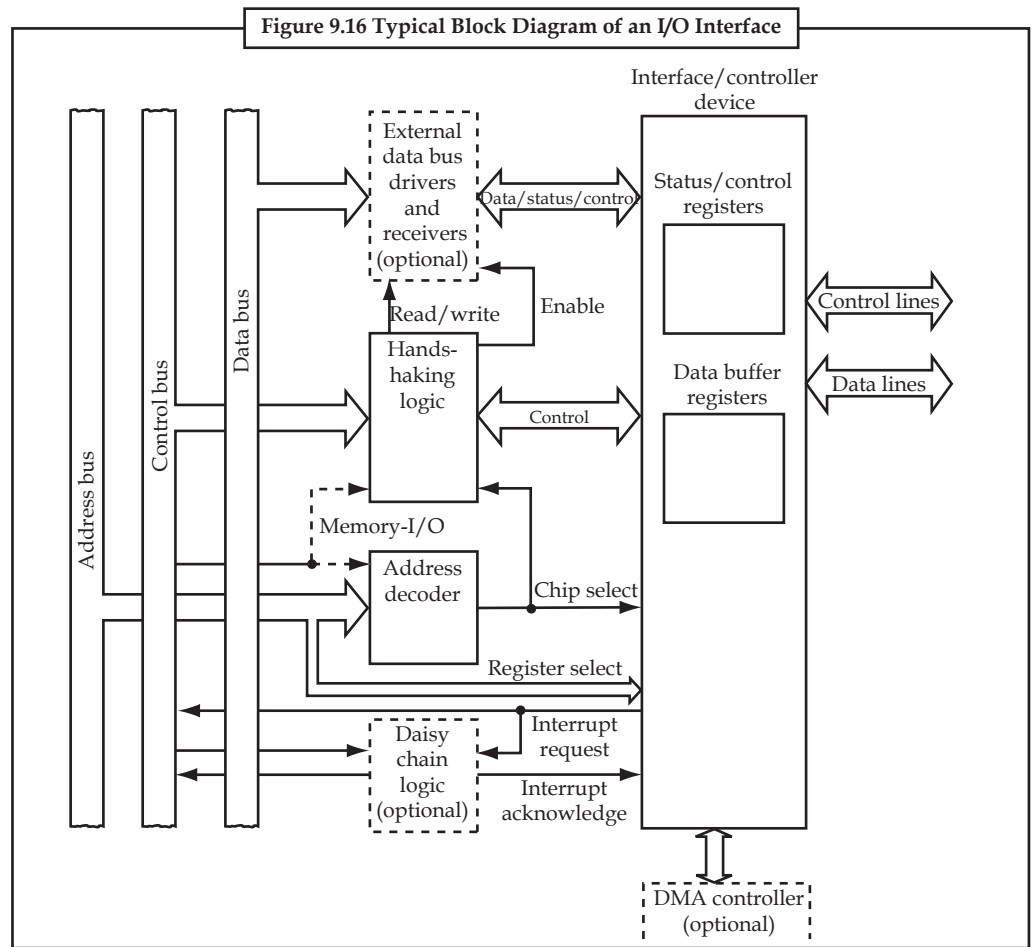 Figure 9.16 Typical Block Diagram of an I/O Interface
Interface/controller
device
External
data bus
drivers
and
receivers
(optional)
Data/status/control
Status/control
registers
Control lines
Data bus
Read/write
Enable
Hands-
haking
logic
Control
Data buffer
registers
Data lines
Control bus
Address bus
Memory-I/O
Address
decoder
Chip select
Register select
Interrupt
request
Daisy
chain
logic
(optional)
Interrupt
acknowledge
DMA controller
(optional)